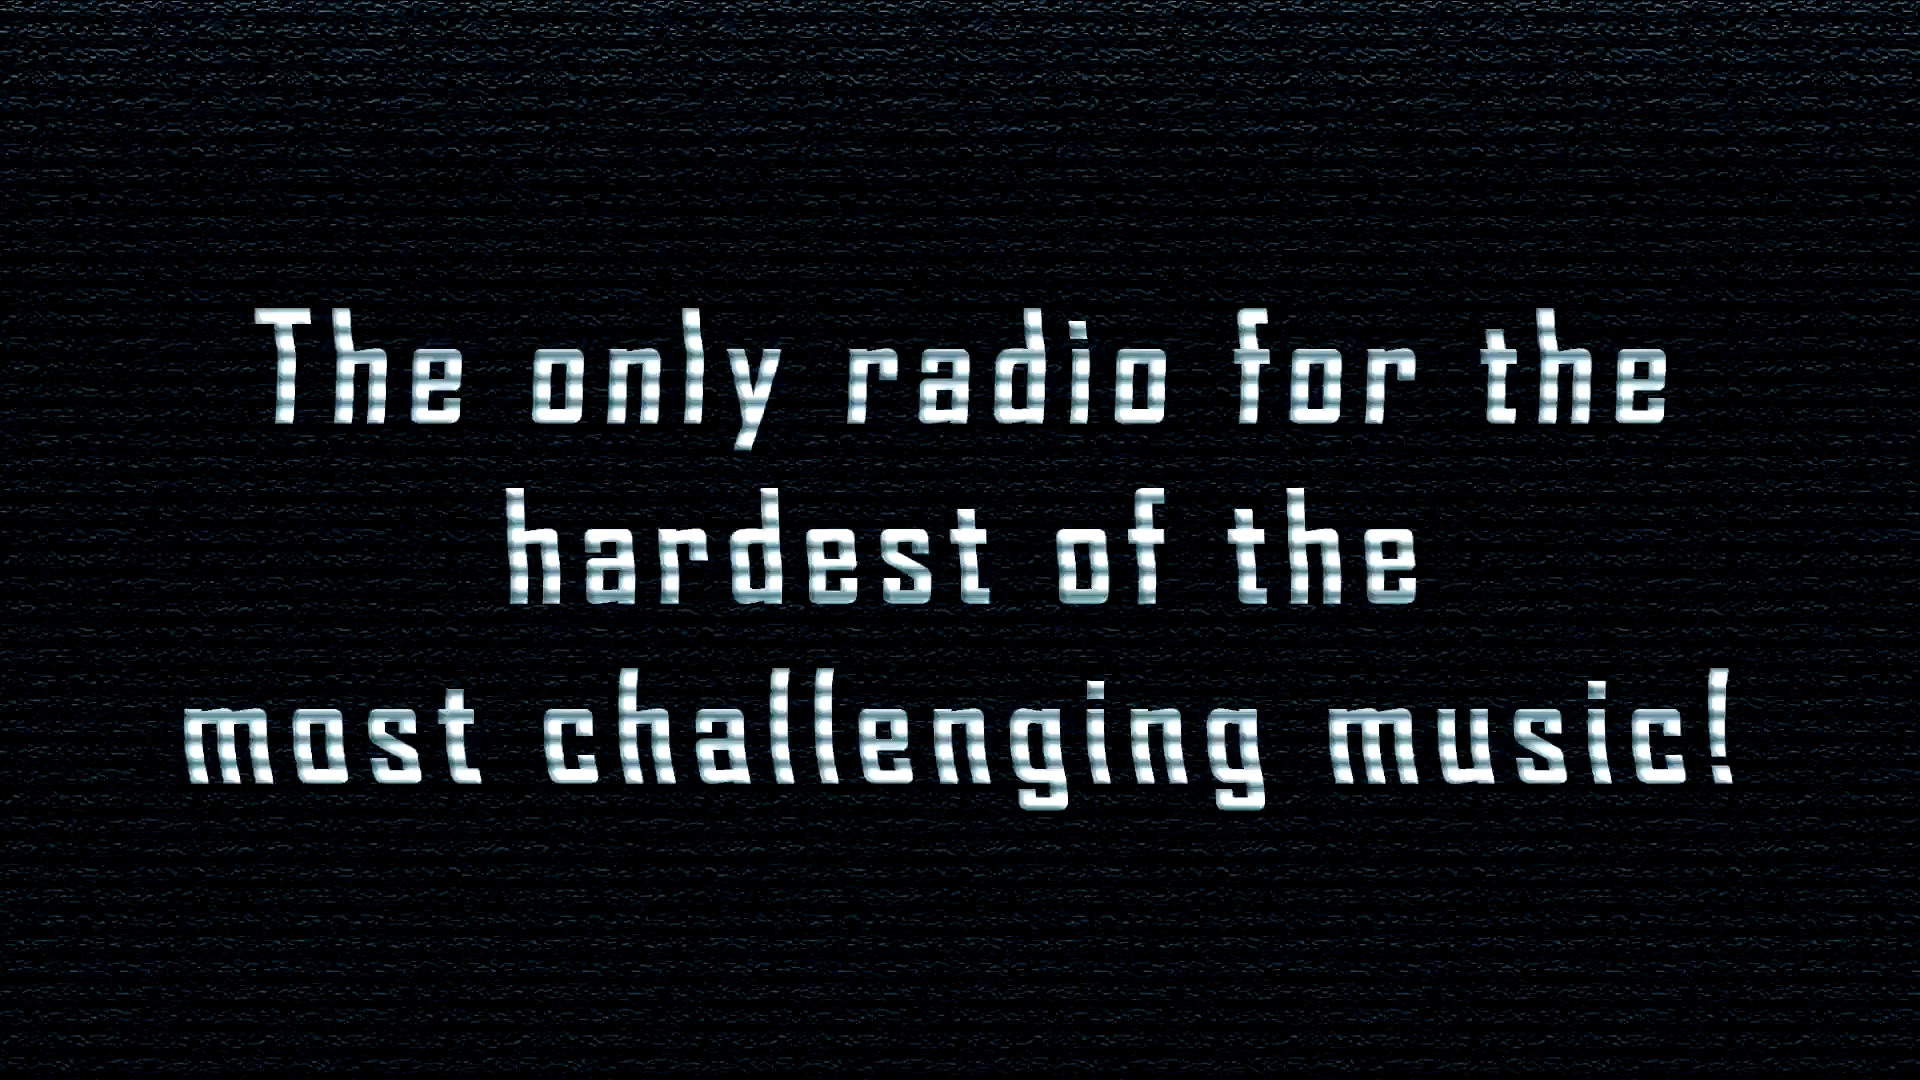 The only radio for the
hardest of the
most challenging music!